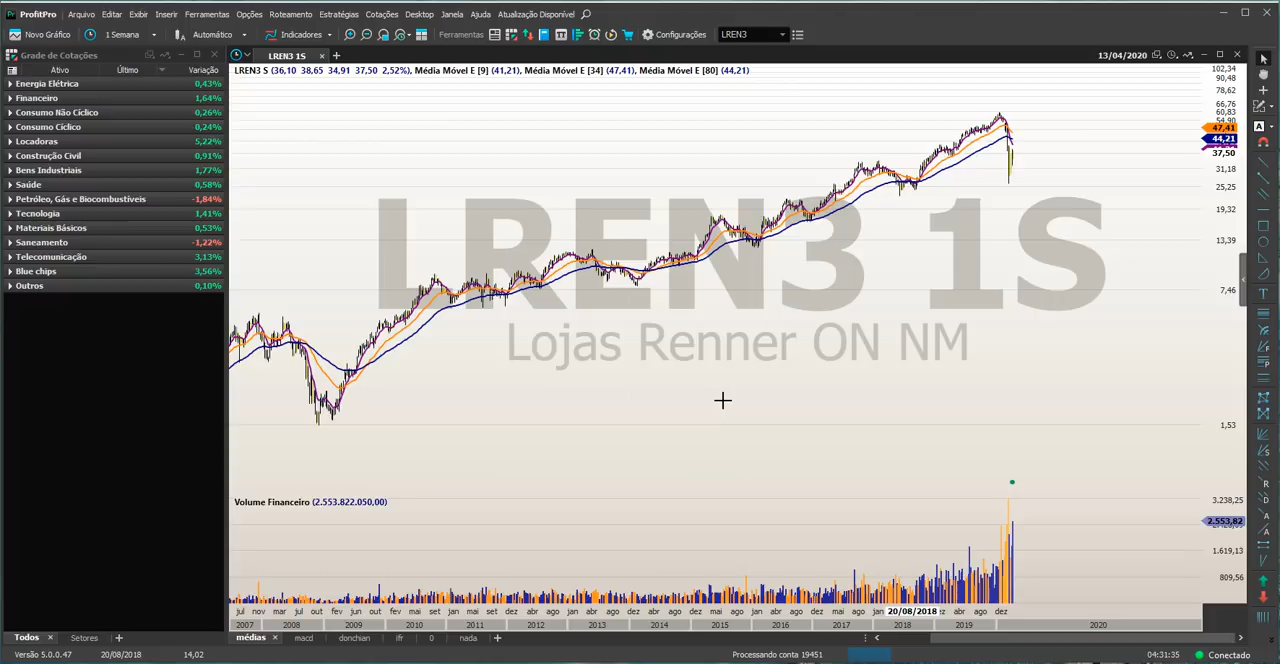 ProfitPro Arquivo Editar Exibir Inserir Ferramentas Opções Roteamento Estratégias Cotações Desktop Janela Ajuda Atualização Disponível
Novo Gráfico 1 Semana Automático Indicadores Ferramentas Configurações LREN3
Grade de Cotações
LREN3 1S
13/04/2020
Ativo Último Variação
LREN3 S (36,10 38,65 34,91 37,50 2,52%), Média Móvel E [9] (41,21), Média Móvel E [34] (47,41), Média Móvel E [80] (44,21)
Energia Elétrica 0,43%
Financeiro 1,64%
Consumo Não Cíclico 0,26%
Consumo Cíclico 0,24%
Locadoras 5,22%
Construção Civil 0,91%
Bens Industriais 1,77%
Saúde 0,58%
Petróleo, Gás e Biocombustíveis -1,84%
Tecnologia 1,41%
Materiais Básicos 0,53%
Saneamento -1,22%
Telecomunicação 3,13%
Blue chips 3,56%
Outros 0,10%
102,34
90,48
78,62
66,76
60,83
54,90
47,41
44,21
37,50
31,18
25,25
19,32
13,39
7,46
1,53
LREN3 1S
Lojas Renner ON NM
Volume Financeiro (2.553.822.050,00)
3.238,25
2.553,82
1.619,13
809,56
jul nov mar jul out fev jun out fev jul nov mai set jan mai set dez abr ago dez jan abr ago dez abr ago dez mai ago dez mai ago jan 20/08/2018 ez abr ago dez
2007 2008 2009 2010 2011 2012 2013 2014 2015 2016 2017 2018 2019 2020
Todos Setores
médias macd donchian ifr 0 nada
Versão 5.0.0.47 20/08/2018 14,02 Processando conta 19451 04:31:35 Conectado